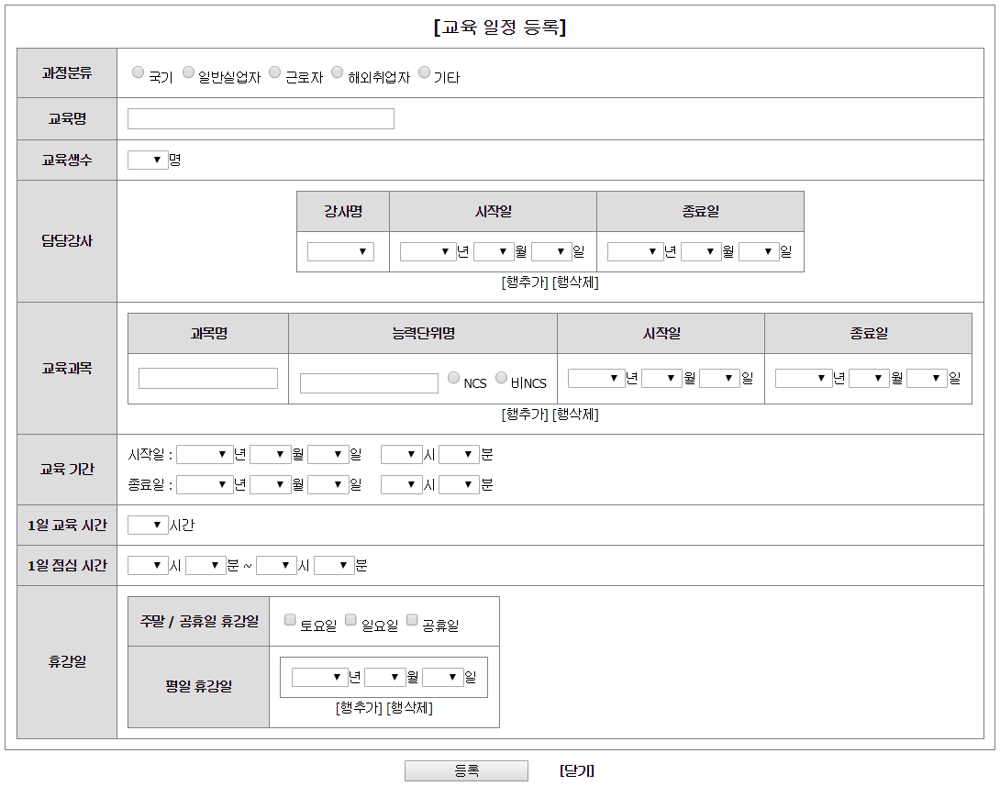 [교육 일정 등록]
과정분류 국기 일반실업자 근로자 해외취업자 기타
교육명
교육생수 명
담당강사
강사명 시작일 종료일
년 월 일 년 월 일
[행추가] [행삭제]
교육과목
과목명 능력단위명 시작일 종료일
NCS 비NCS 년 월 일 년 월 일
[행추가] [행삭제]
교육 기간
시작일 : 년 월 일 시 분
종료일 : 년 월 일 시 분
1일 교육 시간 시간
1일 점심 시간 시 분 ~ 시 분
휴강일
주말 / 공휴일 휴강일 토요일 일요일 공휴일
평일 휴강일 년 월 일
[행추가] [행삭제]
등록 [닫기]